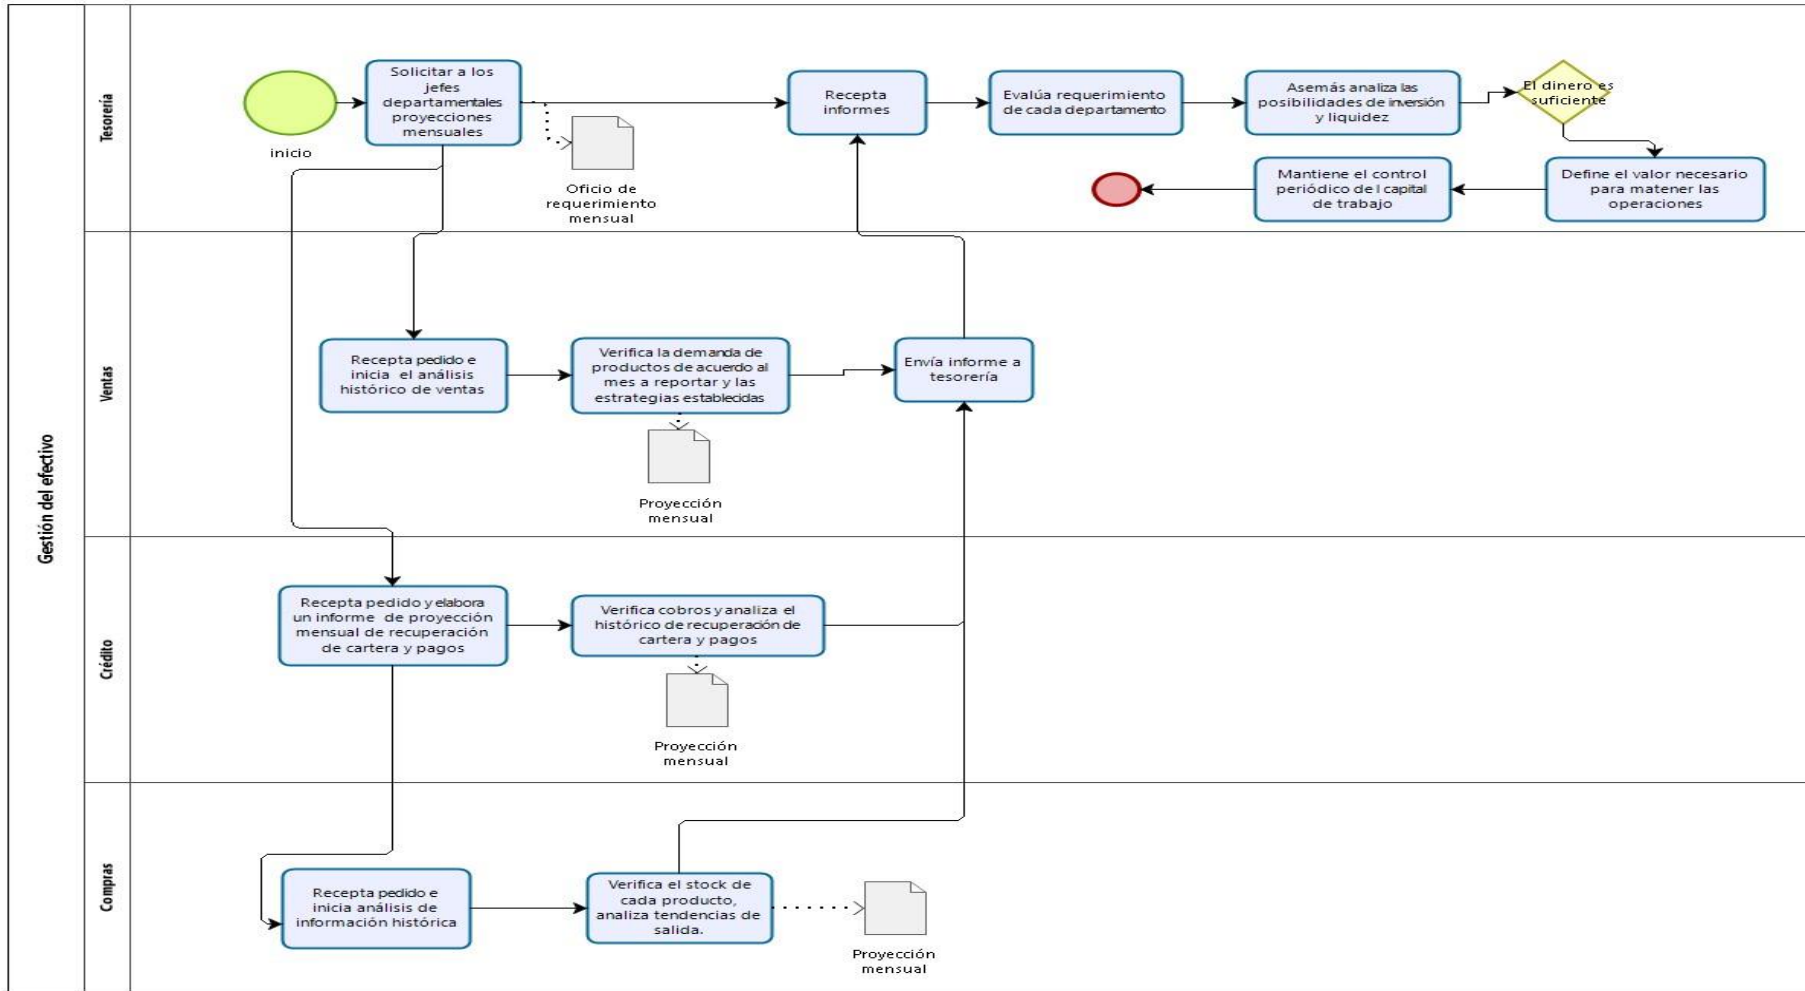 Gestión del efectivo
Tesorería
inicio
Solicitar a los
jefes
departamentales
proyecciones
mensuales
Oficio de
requerimiento
mensual
Recepta
informes
Evalúa requerimiento
de cada departamento
Asemás analiza las
posibilidades de inversión
y liquidez
El dinero es
suficiente
Define el valor necesario
para matener las
operaciones
Mantiene el control
periódico de l capital
de trabajo
Ventas
Recepta pedido e
inicia el análisis
histórico de ventas
Verifica la demanda de
productos de acuerdo al
mes a reportar y las
estrategias establecidas
Proyección
mensual
Envía informe a
tesorería
Crédito
Recepta pedido y elabora
un informe de proyección
mensual de recuperación
de cartera y pagos
Verifica cobros y analiza el
histórico de recuperación de
cartera y pagos
Proyección
mensual
Compras
Recepta pedido e
inicia análisis de
información histórica
Verifica el stock de
cada producto,
analiza tendencias de
salida.
Proyección
mensual